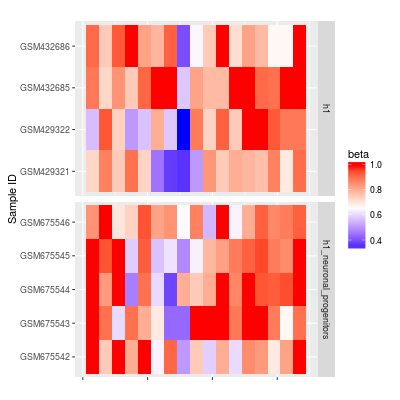 GSM432686
GSM432685
GSM429322
GSM429321
h1
GSM675546
GSM675545
GSM675544
GSM675543
GSM675542
h1_neuronal_progenitors
Sample ID
beta
1.0
0.8
0.6
0.4